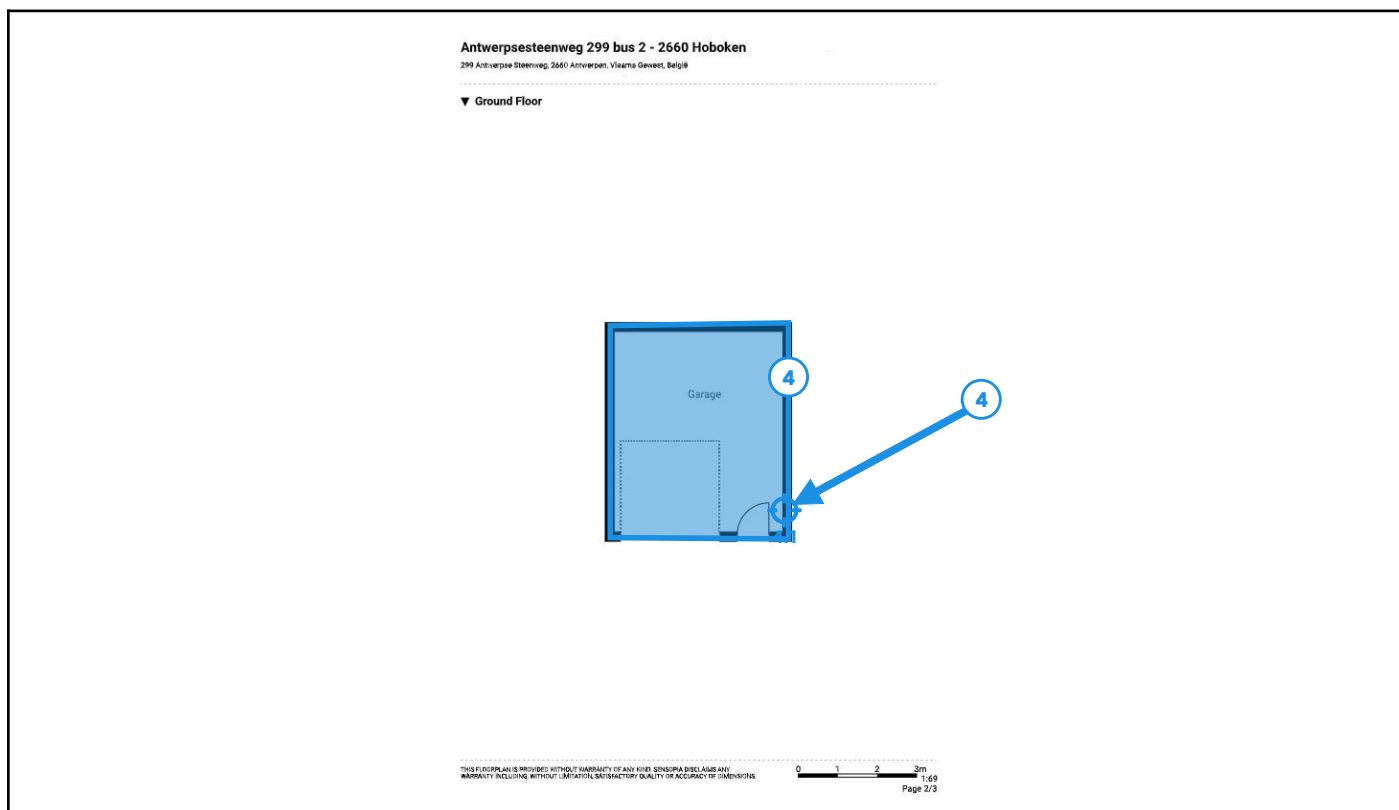 Antwerpsesteenweg 299 bus 2 - 2660 Hoboken
299 Antwerpse Steenweg, 2660 Antwerpen, Vlaams Gewest, België
▼ Ground Floor
4
Garage
4
THIS FLOORPLAN IS PROVIDED WITHOUT WARRANTY OF ANY KIND. SENSOPIA DISCLAIMS ANY
WARRANTY INCLUDING, WITHOUT LIMITATION, SATISFACTORY QUALITY OR ACCURACY OF DIMENSIONS.
0 1 2 3m
1:69
Page 2/3